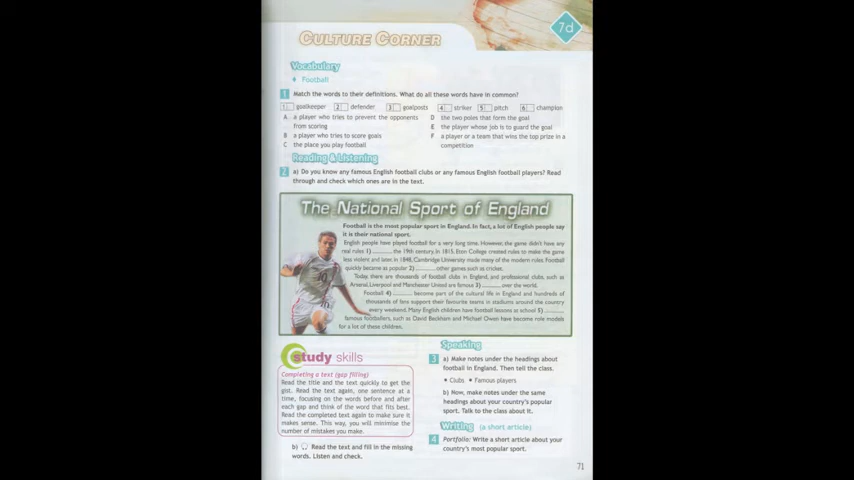 7d
CULTURE CORNER
Vocabulary
Football
1 Match the words to their definitions. What do all these words have in common?
1 goalkeeper 2 defender 3 goalposts 4 striker 5 pitch 6 champion
A a player who tries to prevent the opponents
from scoring
B a player who tries to score goals
C the place you play football
D the two poles that form the goal
E the player whose job is to guard the goal
F a player or a team that wins the top prize in a
competition
Reading & Listening
2 a) Do you know any famous English football clubs or any famous English football players? Read
through and check which ones are in the text.
The National Sport of England
Football is the most popular sport in England. In fact, a lot of English people say
it is their national sport.
English people have played football for a very long time. However, the game didn't have any
real rules 1) ........ the 19th century. In 1815, Eton College created rules to make the game
less violent and later, in 1848, Cambridge University made many of the modern rules. Football
quickly became as popular 2) ........ other games such as cricket.
Today, there are thousands of football clubs in England, and professional clubs, such as
Arsenal, Liverpool and Manchester United are famous 3) ........ over the world.
Football 4) ........ become part of the cultural life in England and hundreds of
thousands of fans support their favourite teams in stadiums around the country
every weekend. Many English children have football lessons at school 5) ........
famous footballers, such as David Beckham and Michael Owen have become role models
for a lot of these children.
10
study skills
Completing a text (gap filling)
Read the title and the text quickly to get the
gist. Read the text again, one sentence at a
time, focusing on the words before and after
each gap and think of the word that fits best.
Read the completed text again to make sure it
makes sense. This way, you will minimise the
number of mistakes you make.
b) Read the text and fill in the missing
words. Listen and check.
Speaking
3 a) Make notes under the headings about
football in England. Then tell the class.
• Clubs • Famous players
b) Now, make notes under the same
headings about your country's popular
sport. Talk to the class about it.
Writing (a short article)
4 Portfolio: Write a short article about your
country's most popular sport.
71